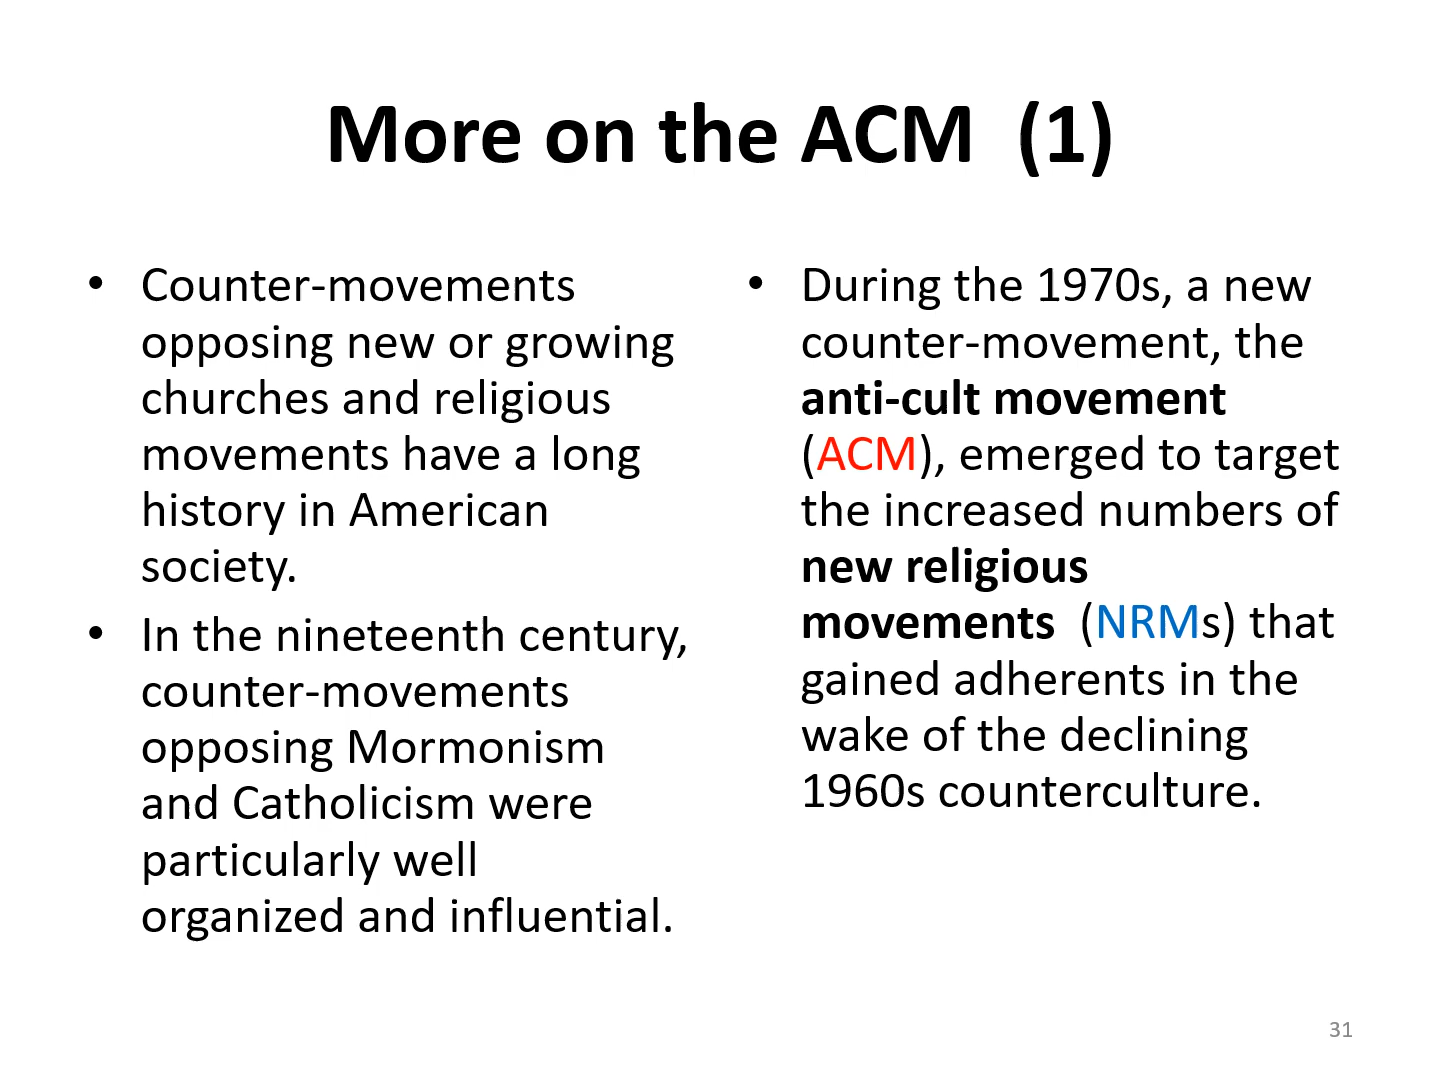 More on the ACM  (1)
• Counter-movements
opposing new or growing
churches and religious
movements have a long
history in American
society.
• In the nineteenth century,
counter-movements
opposing Mormonism
and Catholicism were
particularly well
organized and influential.
• During the 1970s, a new
counter-movement, the
anti-cult movement
(ACM), emerged to target
the increased numbers of
new religious
movements  (NRMs) that
gained adherents in the
wake of the declining
1960s counterculture.
31